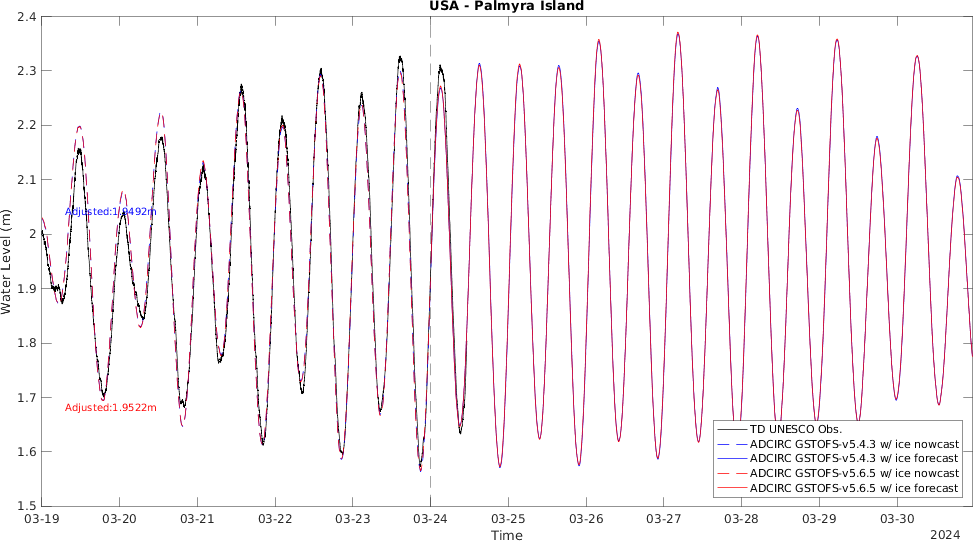 USA - Palmyra Island
2.4
2.3
2.2
2.1
2
1.9
1.8
1.7
1.6
1.5
Water Level (m)
Adjusted:1.9492m
Adjusted:1.9522m
TD UNESCO Obs.
ADCIRC GSTOFS-v5.4.3 w/ ice nowcast
ADCIRC GSTOFS-v5.4.3 w/ ice forecast
ADCIRC GSTOFS-v5.6.5 w/ ice nowcast
ADCIRC GSTOFS-v5.6.5 w/ ice forecast
03-19 03-20 03-21 03-22 03-23 03-24 03-25 03-26 03-27 03-28 03-29 03-30
Time
2024